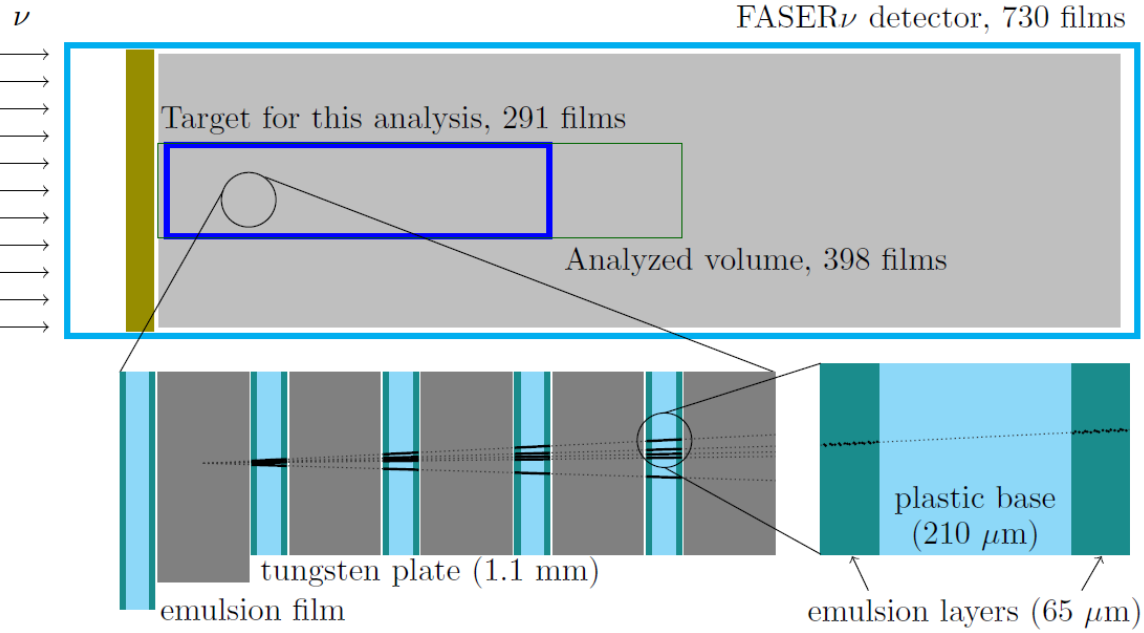 ν
FASERν detector, 730 films
Target for this analysis, 291 films
Analyzed volume, 398 films
plastic base
(210 μm)
tungsten plate (1.1 mm)
emulsion film
emulsion layers (65 μm)